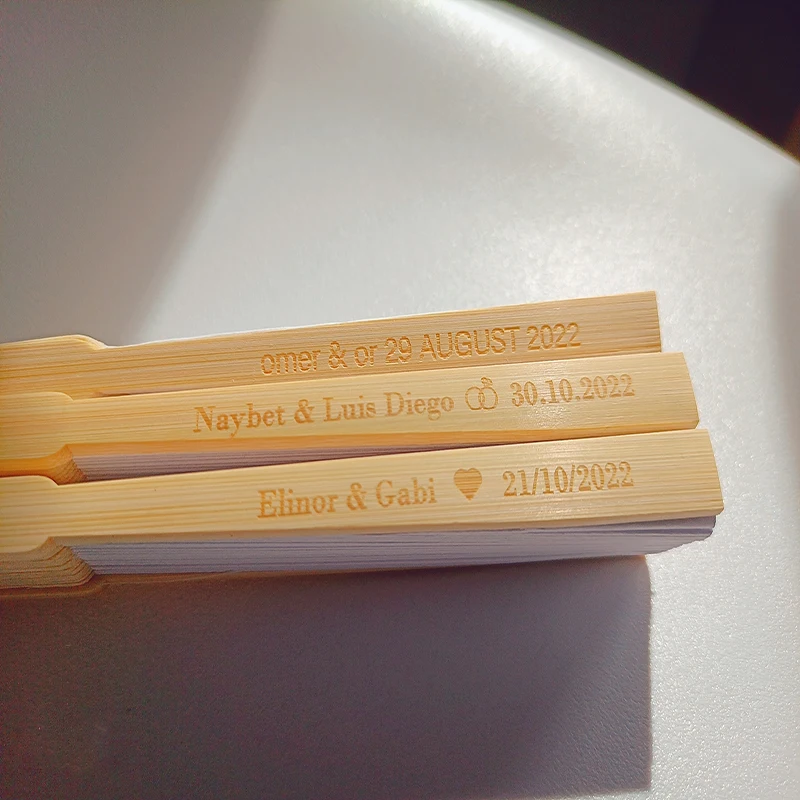 omer & or 29 AUGUST 2022
Naybet & Luis Diego 30.10.2022
Elinor & Gabi ♥ 21/10/2022